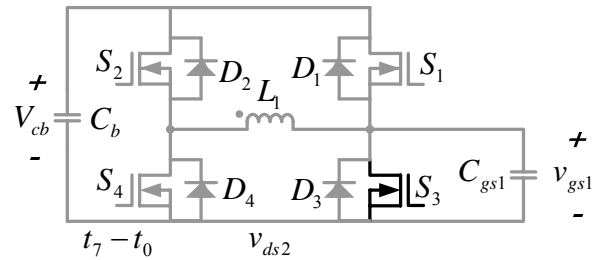 S2 D2 D1 S1
+ L1 +
Vcb Cb Cgs1 vgs1
- S4 D4 D3 S3 -
t7 − t0 vds2